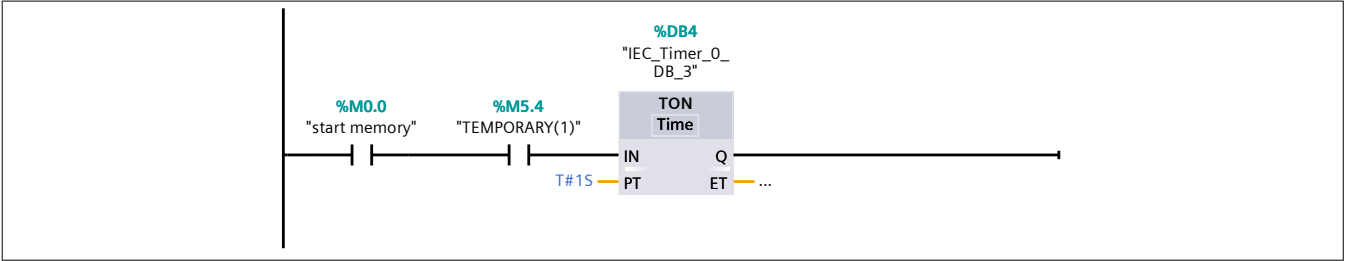 %DB4
"IEC_Timer_0_
DB_3"
%M0.0
"start memory"
%M5.4
"TEMPORARY(1)"
TON
Time
IN
Q
T#1S
PT
ET
...